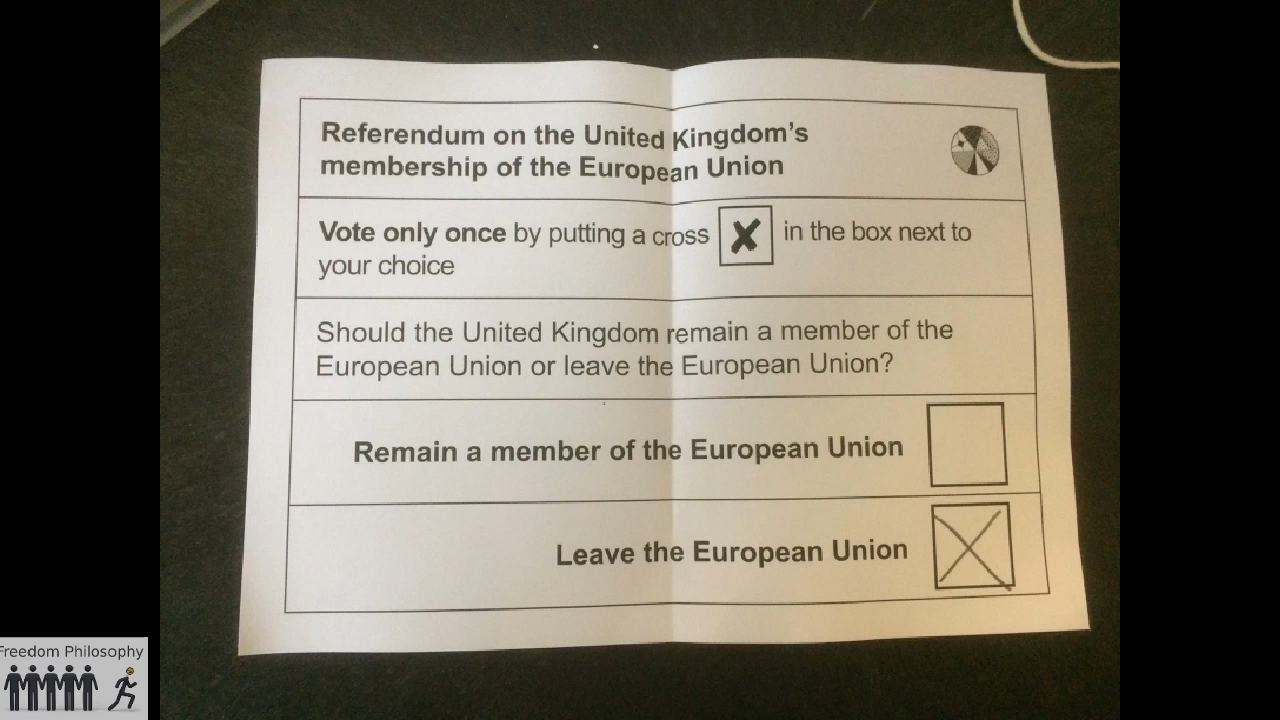 Referendum on the United Kingdom's
membership of the European Union
Vote only once by putting a cross X in the box next to
your choice
Should the United Kingdom remain a member of the
European Union or leave the European Union?
Remain a member of the European Union
Leave the European Union X
Freedom Philosophy